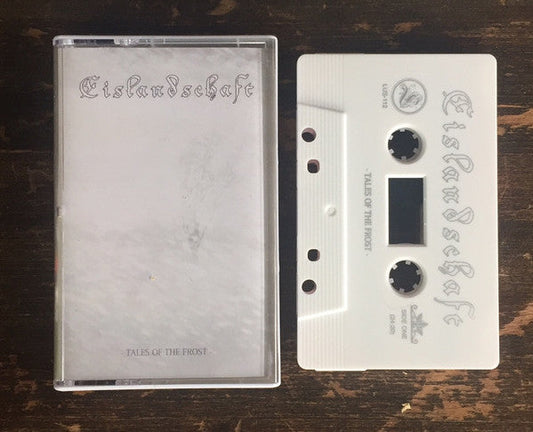 Eislandschaft
- TALES OF THE FROST -
Eislandschaft
- TALES OF THE FROST -
SIDE ONE